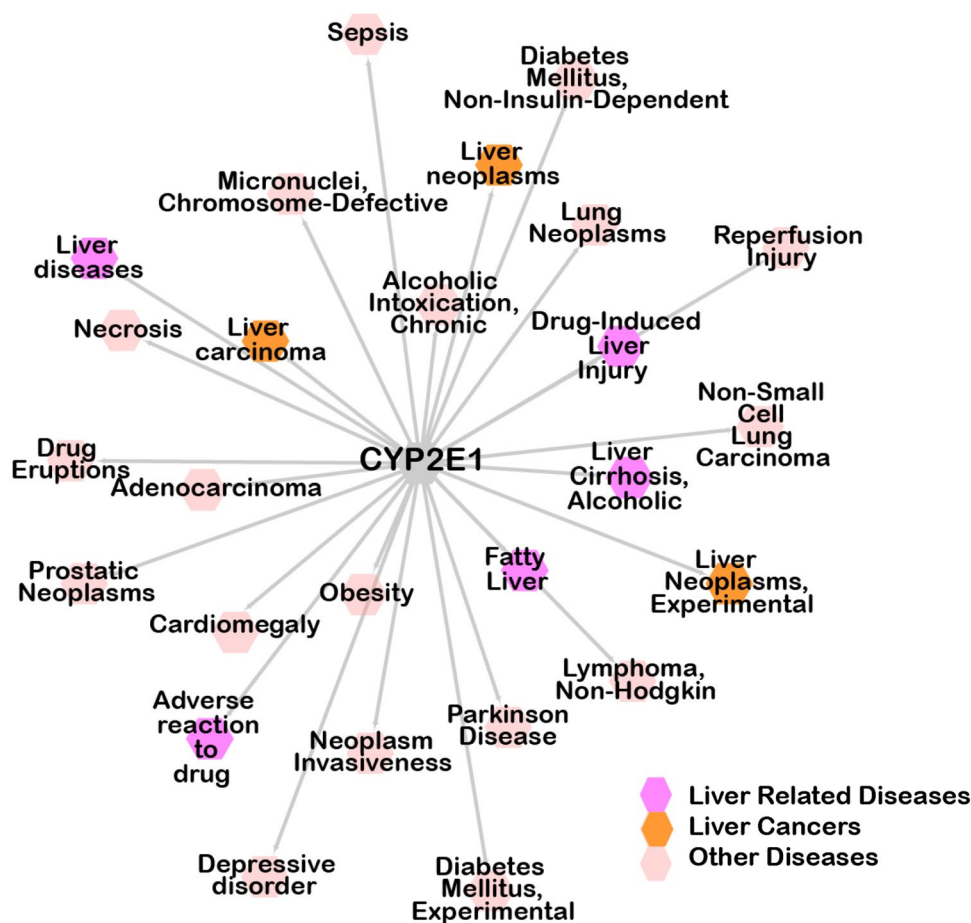 Sepsis
Diabetes
Mellitus,
Non-Insulin-Dependent
Liver
neoplasms
Micronuclei,
Chromosome-Defective
Lung
Neoplasms
Reperfusion
Injury
Liver
diseases
Alcoholic
Intoxication,
Chronic
Necrosis
Liver
carcinoma
Drug-Induced
Liver
Injury
Non-Small
Cell
Lung
Carcinoma
CYP2E1
Drug
Eruptions
Adenocarcinoma
Liver
Cirrhosis,
Alcoholic
Prostatic
Neoplasms
Obesity
Fatty
Liver
Liver
Neoplasms,
Experimental
Cardiomegaly
Lymphoma,
Non-Hodgkin
Adverse
reaction
to
drug
Neoplasm
Invasiveness
Parkinson
Disease
Depressive
disorder
Diabetes
Mellitus,
Experimental
Liver Related Diseases
Liver Cancers
Other Diseases